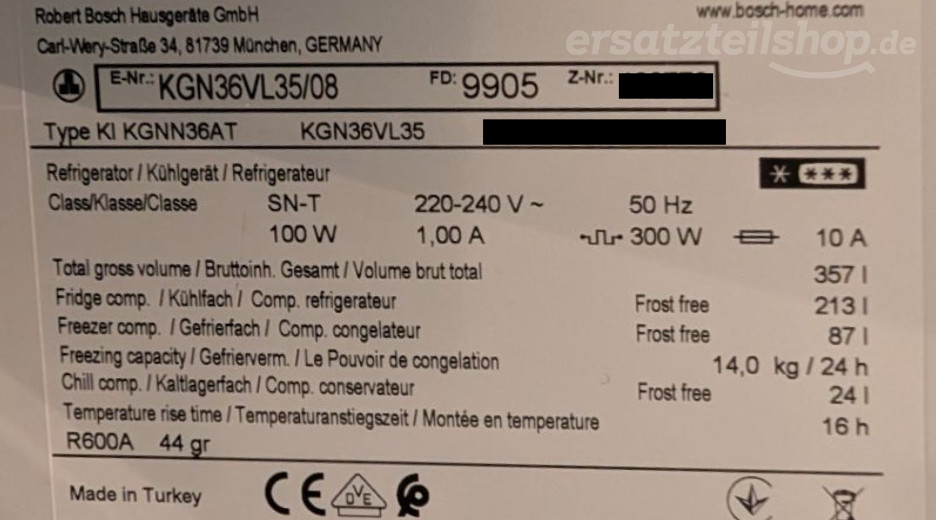 Robert Bosch Hausgeräte GmbH www.bosch-home.com
Carl-Wery-Straße 34, 81739 München, GERMANY
ersatzteilshop.de
E-Nr.: KGN36VL35/08 FD: 9905 Z-Nr.:
Type KI KGNN36AT KGN36VL35
Refrigerator / Kühlgerät / Refrigerateur
Class/Klasse/Classe SN-T 220-240 V ~ 50 Hz
100 W 1,00 A 300 W 10 A
Total gross volume / Bruttoinh. Gesamt / Volume brut total 357 l
Fridge comp. / Kühlfach / Comp. refrigerateur Frost free 213 l
Freezer comp. / Gefrierfach / Comp. congelateur Frost free 87 l
Freezing capacity / Gefrierverm. / Le Pouvoir de congelation 14,0 kg / 24 h
Chill comp. / Kaltlagerfach / Comp. conservateur Frost free 24 l
Temperature rise time / Temperaturanstiegszeit / Montée en temperature 16 h
R600A 44 gr
Made in Turkey CE DVE